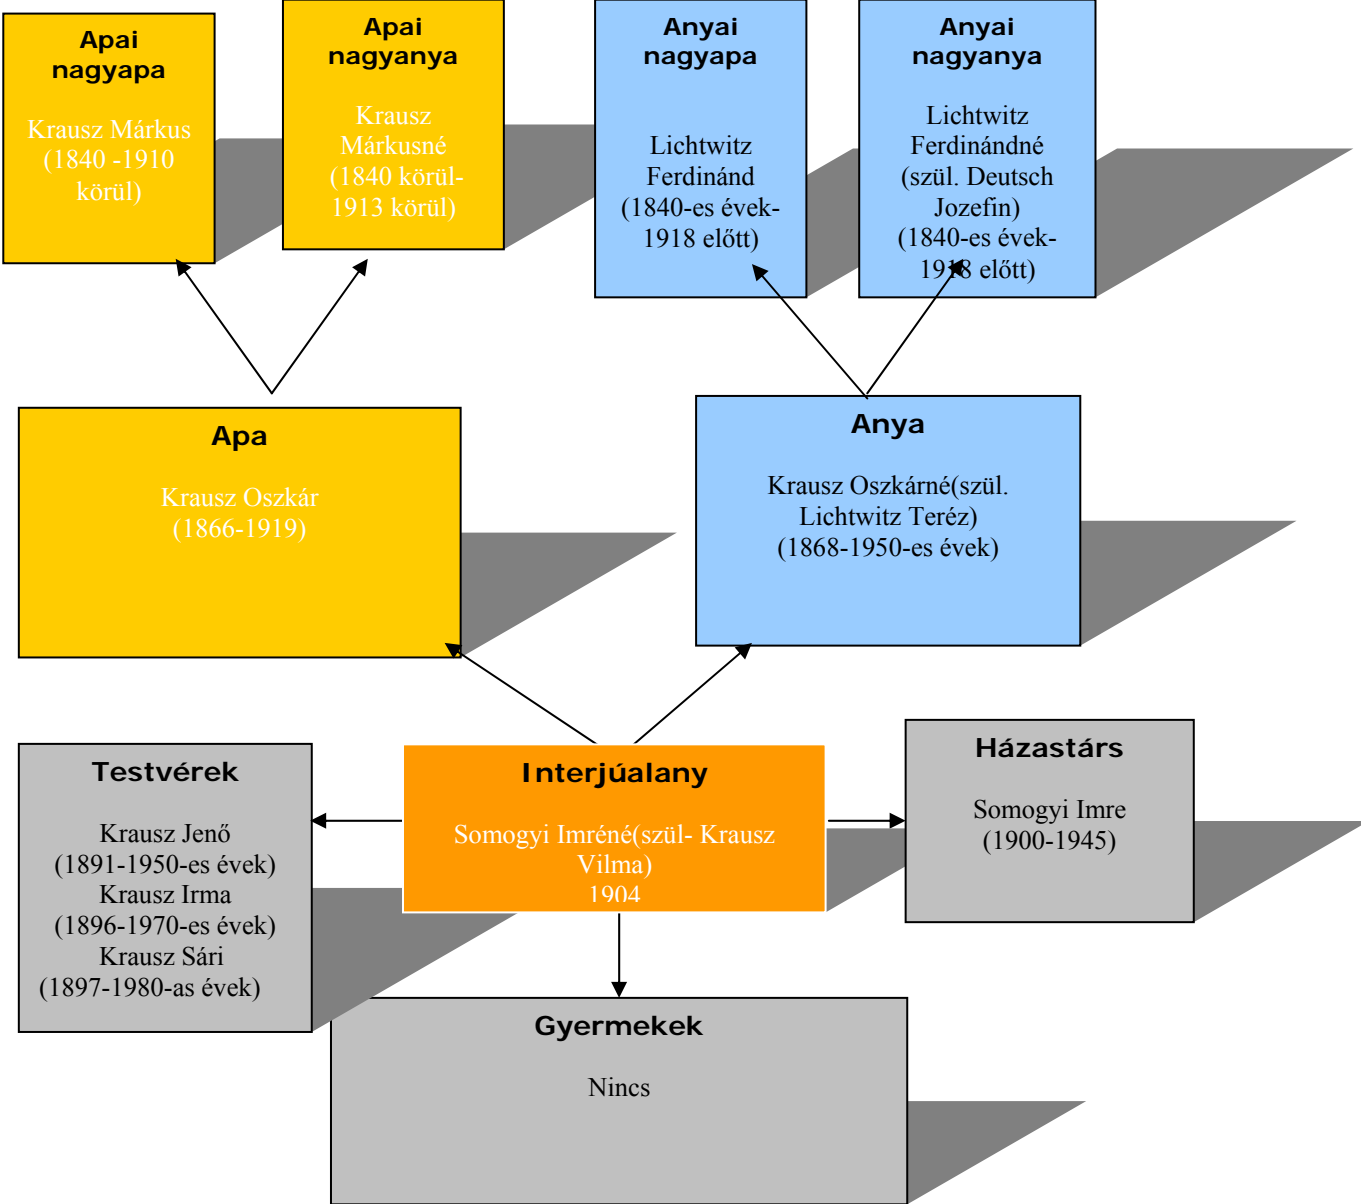 Apai
nagyapa
Krausz Márkus
(1840 -1910
körül)
Apai
nagyanya
Krausz
Márkusné
(1840 körül-
1913 körül)
Anyai
nagyapa
Lichtwitz
Ferdinánd
(1840-es évek-
1918 előtt)
Anyai
nagyanya
Lichtwitz
Ferdinándné
(szül. Deutsch
Jozefin)
(1840-es évek-
1918 előtt)
Apa
Krausz Oszkár
(1866-1919)
Anya
Krausz Oszkárné(szül.
Lichtwitz Teréz)
(1868-1950-es évek)
Testvérek
Krausz Jenő
(1891-1950-es évek)
Krausz Irma
(1896-1970-es évek)
Krausz Sári
(1897-1980-as évek)
Interjúalany
Somogyi Imréné(szül- Krausz
Vilma)
1904
Házastárs
Somogyi Imre
(1900-1945)
Gyermekek
Nincs